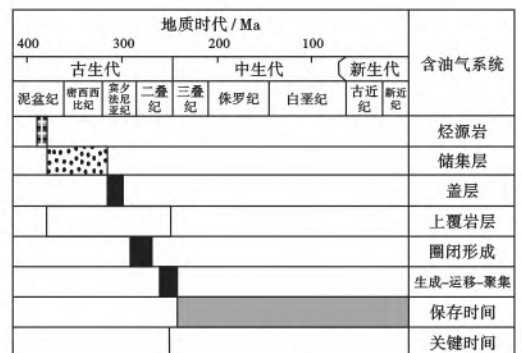 地质时代/Ma
400 300 200 100
古生代 中生代 新生代 含油气系统
泥盆纪 密西西比纪 宾夕法尼亚纪 二叠纪 三叠纪 侏罗纪 白垩纪 古近纪 新近纪
烃源岩
储集层
盖层
上覆岩层
圈闭形成
生成-运移-聚集
保存时间
关键时间